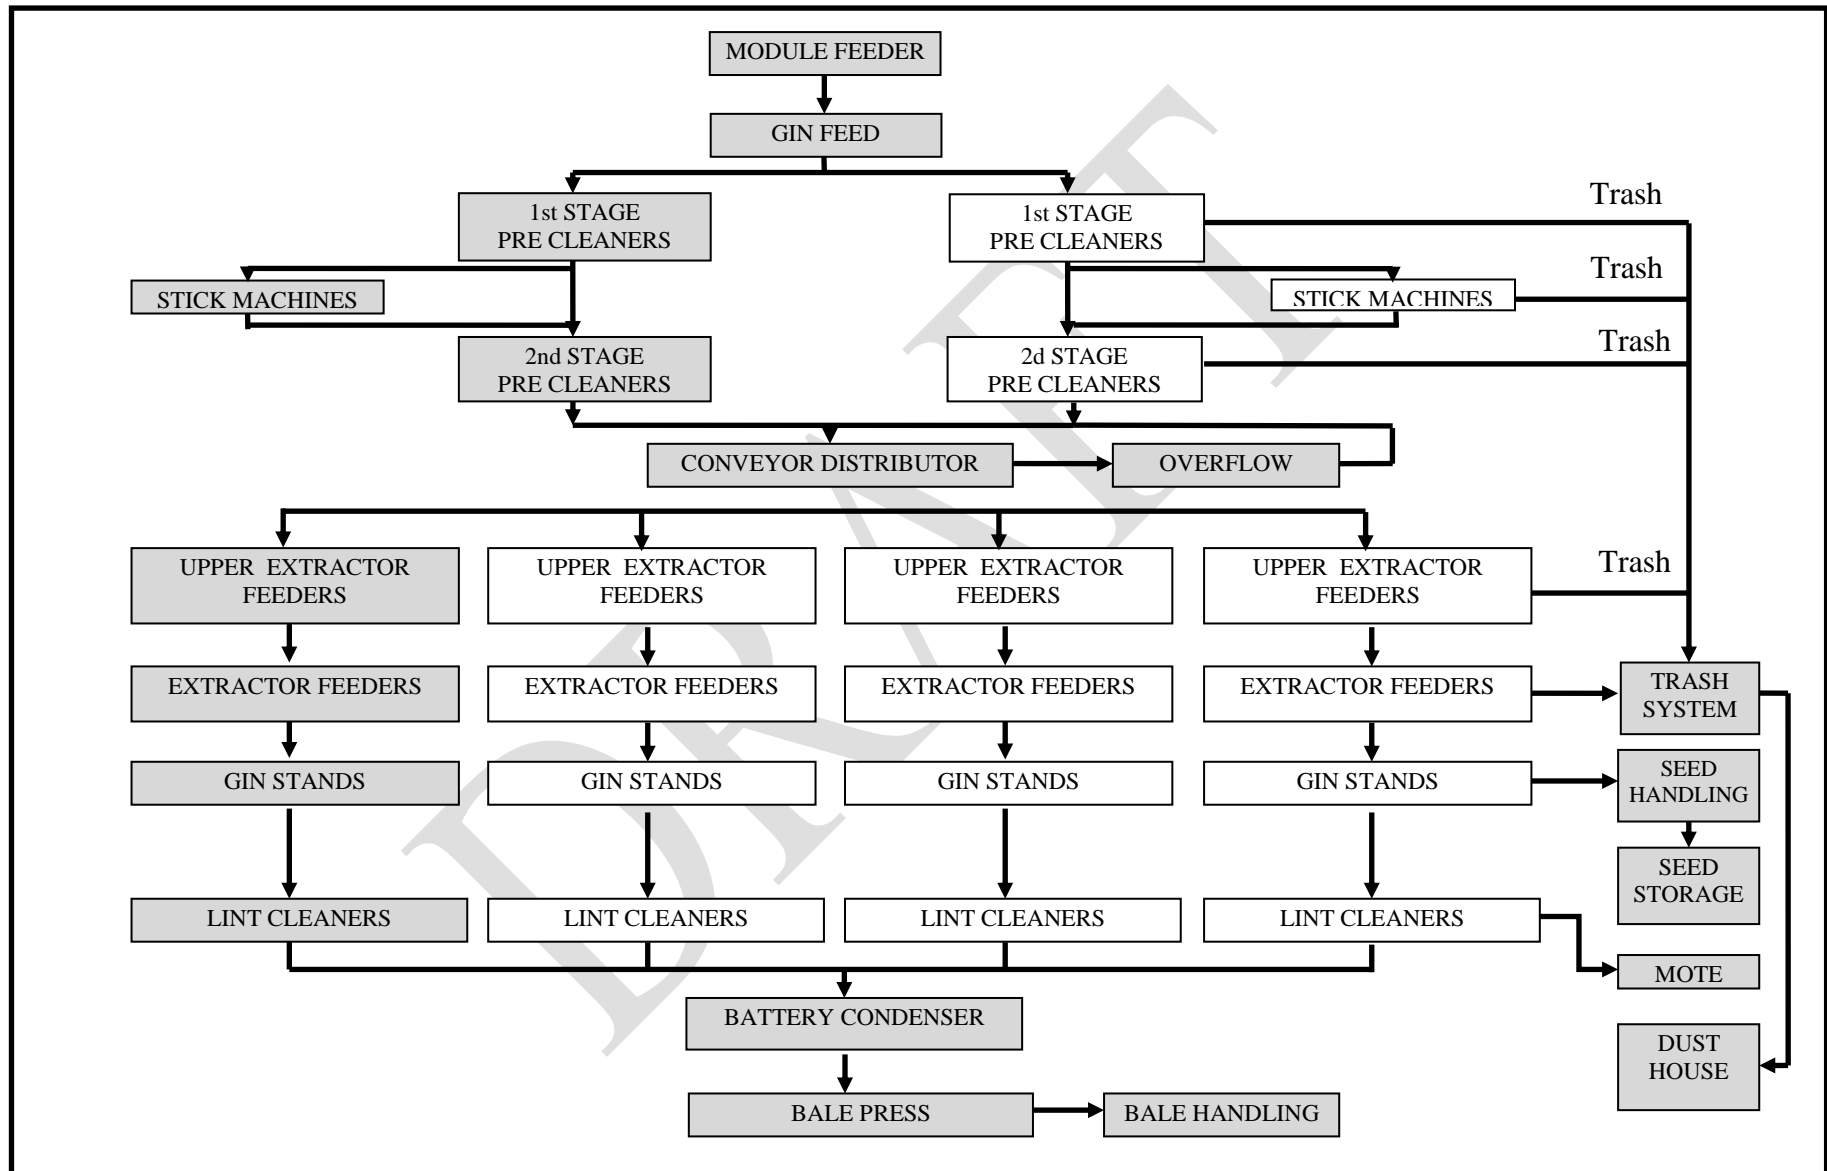 MODULE FEEDER
GIN FEED
1st STAGE
PRE CLEANERS
1st STAGE
PRE CLEANERS
Trash
STICK MACHINES
STICK MACHINES
Trash
2nd STAGE
PRE CLEANERS
2d STAGE
PRE CLEANERS
Trash
CONVEYOR DISTRIBUTOR
OVERFLOW
UPPER EXTRACTOR
FEEDERS
UPPER EXTRACTOR
FEEDERS
UPPER EXTRACTOR
FEEDERS
UPPER EXTRACTOR
FEEDERS
Trash
EXTRACTOR FEEDERS
EXTRACTOR FEEDERS
EXTRACTOR FEEDERS
EXTRACTOR FEEDERS
TRASH
SYSTEM
GIN STANDS
GIN STANDS
GIN STANDS
GIN STANDS
SEED
HANDLING
SEED
STORAGE
LINT CLEANERS
LINT CLEANERS
LINT CLEANERS
LINT CLEANERS
MOTE
BATTERY CONDENSER
DUST
HOUSE
BALE PRESS
BALE HANDLING
DRAFT